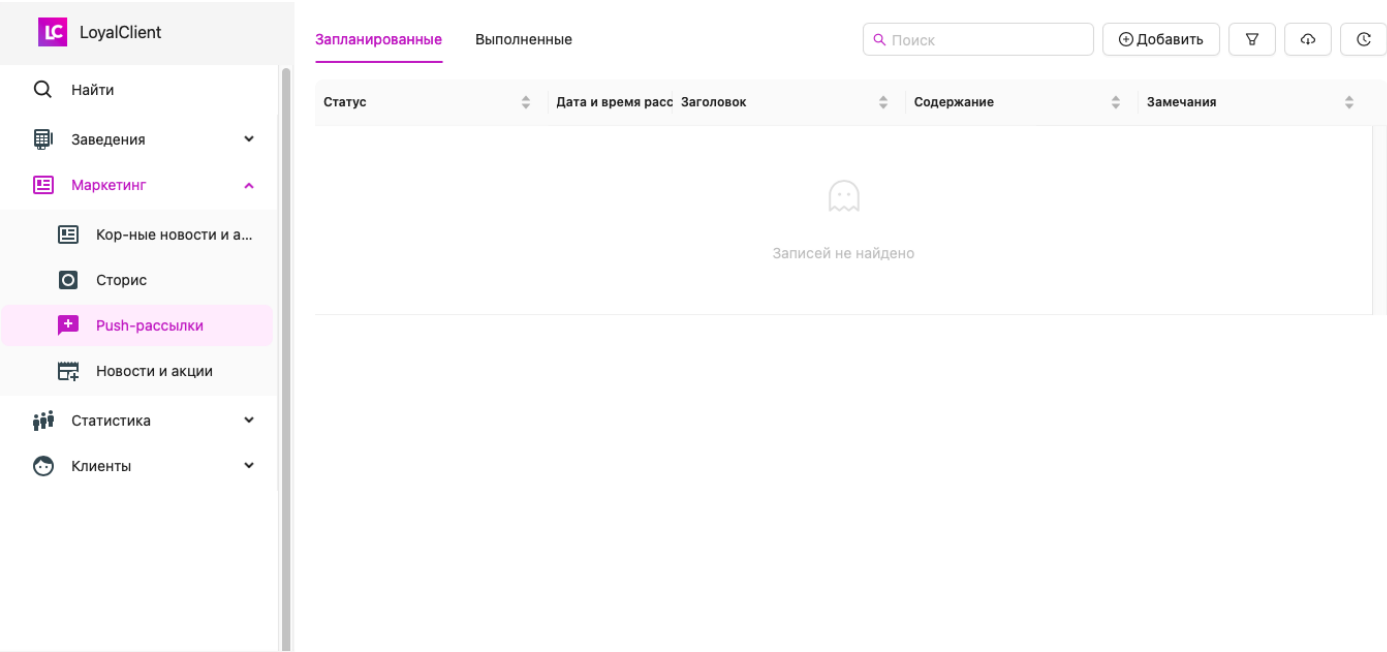 LC LoyalClient
Найти
Заведения
Маркетинг
Кор-ные новости и а...
Сторис
Push-рассылки
Новости и акции
Статистика
Клиенты
Запланированные Выполненные Поиск Добавить
Статус Дата и время расс Заголовок Содержание Замечания
Записей не найдено